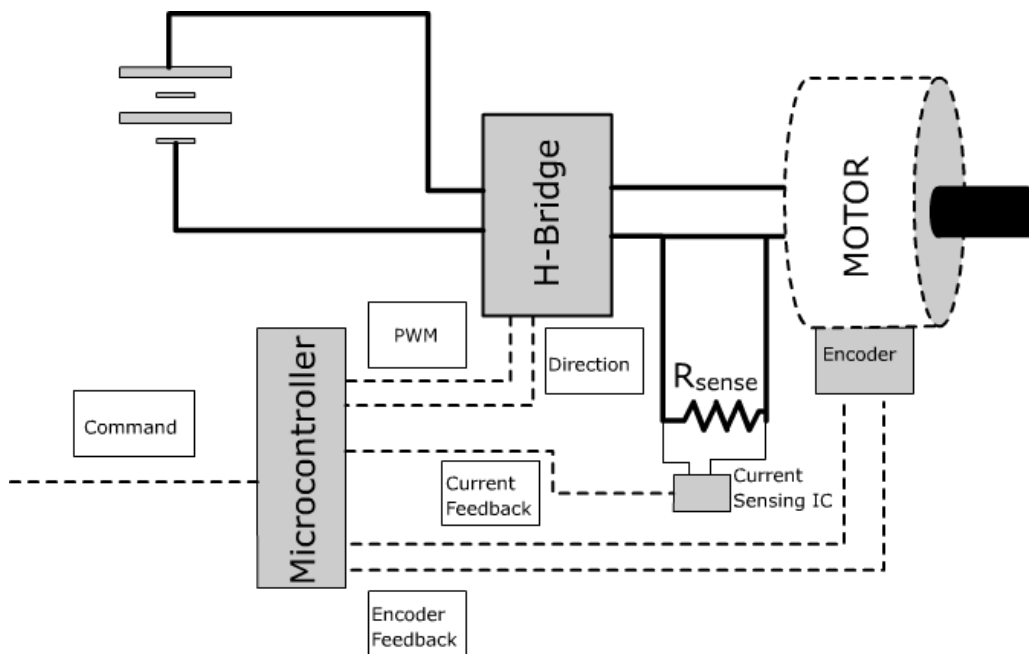 H-Bridge
MOTOR
PWM
Direction
Encoder
Rsense
Microcontroller
Command
Current
Feedback
Current
Sensing IC
Encoder
Feedback